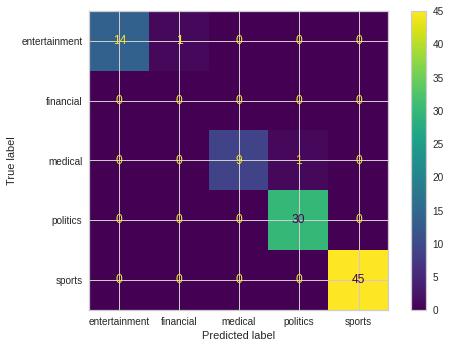 entertainment 14 1 0 0 0
financial 0 0 0 0 0
medical 0 0 9 1 0
politics 0 0 0 30 0
sports 0 0 0 0 45
entertainment financial medical politics sports
Predicted label
True label
45
40
35
30
25
20
15
10
5
0